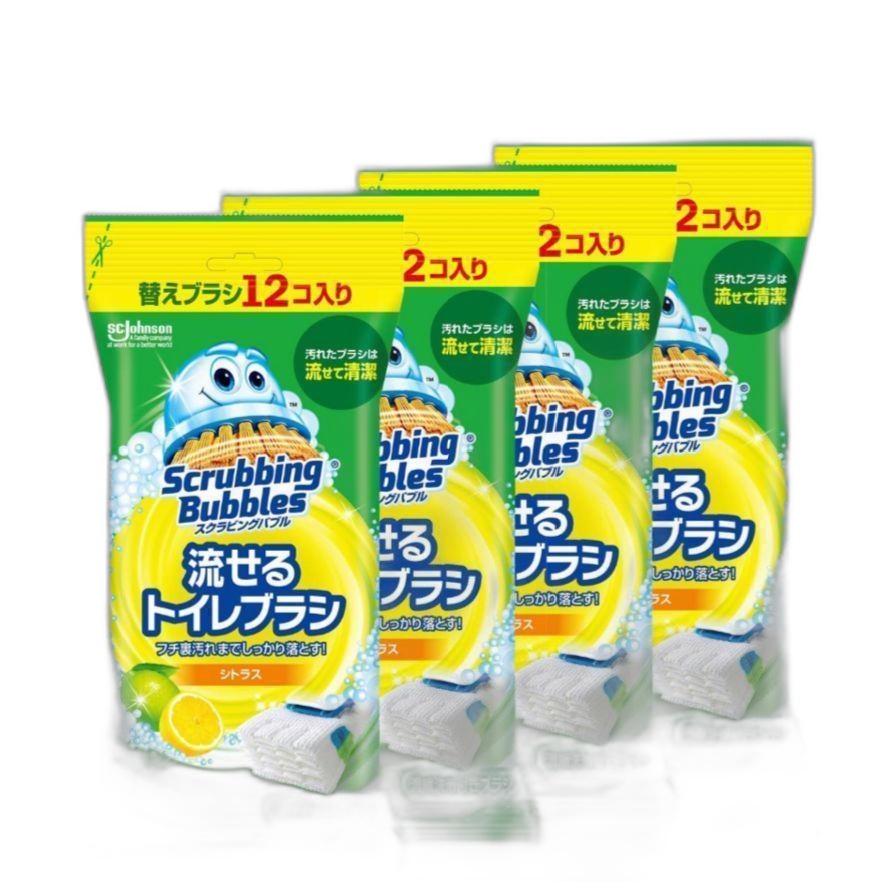 替えブラシ12コ入り
SC Johnson
A family company
at work for a better world
汚れたブラシは
流せて清潔
TM
Scrubbing
Bubbles®
スクラビングバブル
流せる
トイレブラシ
フチ裏汚れまでしっかり落とす!
シトラス
2コ入り
汚れたブラシは
流せて清潔
TM
bbing
bles®
ングバブル
せる
ブラシ
しっかり落とす!
ラス
2コ入り
汚れたブラシは
流せて清潔
TM
bbing
bles®
ングバブル
せる
ブラシ
しっかり落とす!
ラス
2コ入り
汚れたブラシは
流せて清潔
TM
bbing
bles®
ングバブル
せる
ブラシ
しっかり落とす!
ラス